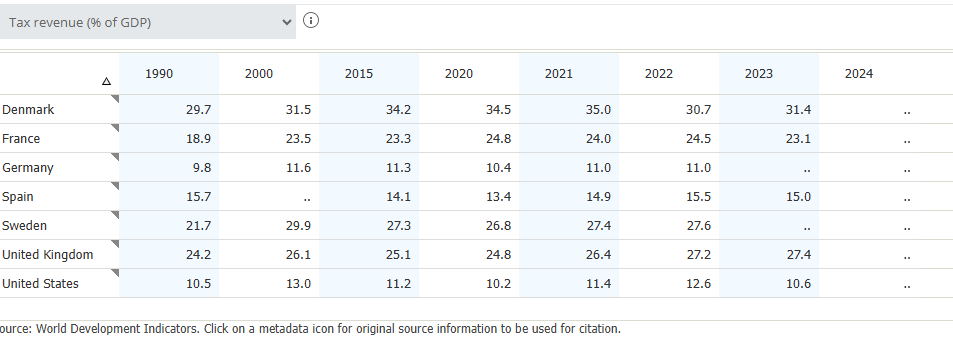 Tax revenue (% of GDP)
1990 2000 2015 2020 2021 2022 2023 2024
Denmark 29.7 31.5 34.2 34.5 35.0 30.7 31.4 ..
France 18.9 23.5 23.3 24.8 24.0 24.5 23.1 ..
Germany 9.8 11.6 11.3 10.4 11.0 11.0 .. ..
Spain 15.7 .. 14.1 13.4 14.9 15.5 15.0 ..
Sweden 21.7 29.9 27.3 26.8 27.4 27.6 .. ..
United Kingdom 24.2 26.1 25.1 24.8 26.4 27.2 27.4 ..
United States 10.5 13.0 11.2 10.2 11.4 12.6 10.6 ..
ource: World Development Indicators. Click on a metadata icon for original source information to be used for citation.